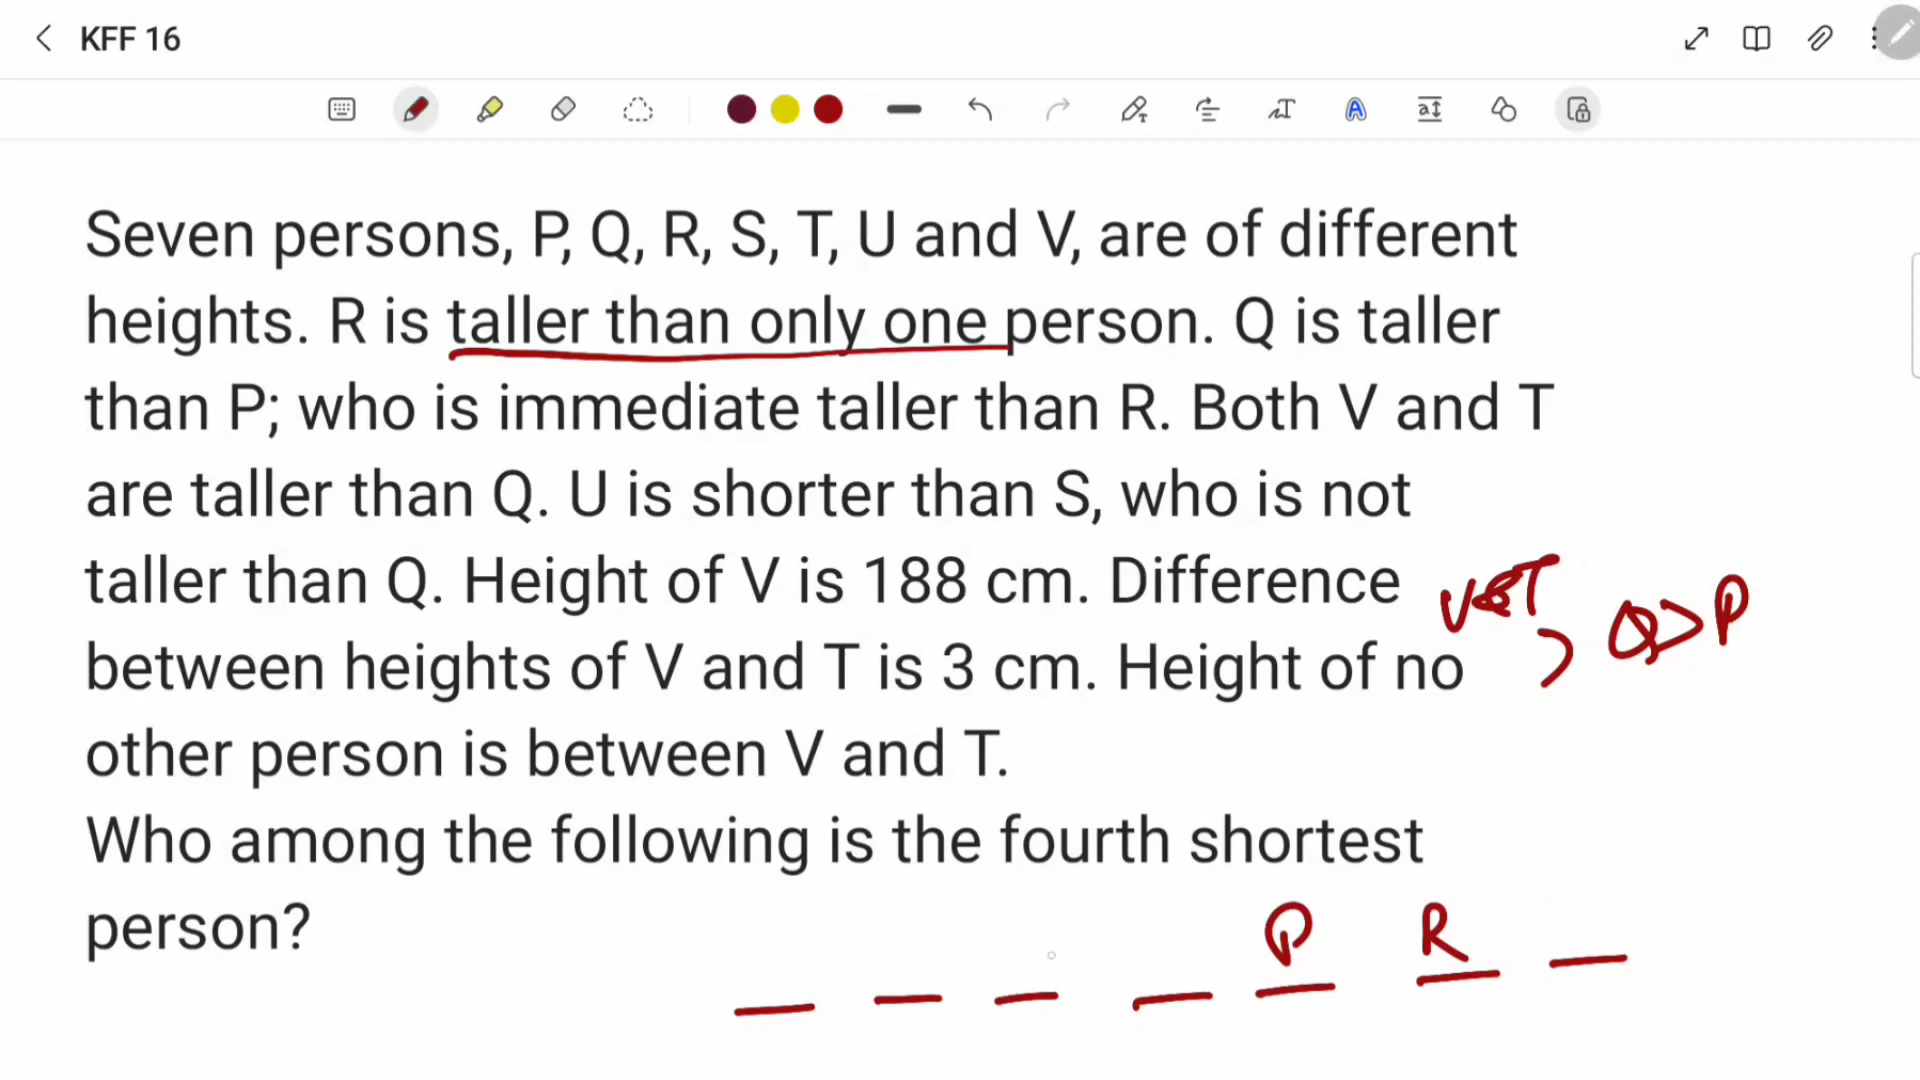 KFF 16
Seven persons, P, Q, R, S, T, U and V, are of different
heights. R is taller than only one person. Q is taller
than P; who is immediate taller than R. Both V and T
are taller than Q. U is shorter than S, who is not
taller than Q. Height of V is 188 cm. Difference
between heights of V and T is 3 cm. Height of no
other person is between V and T.
Who among the following is the fourth shortest
person?
V & T > Q > P
P R